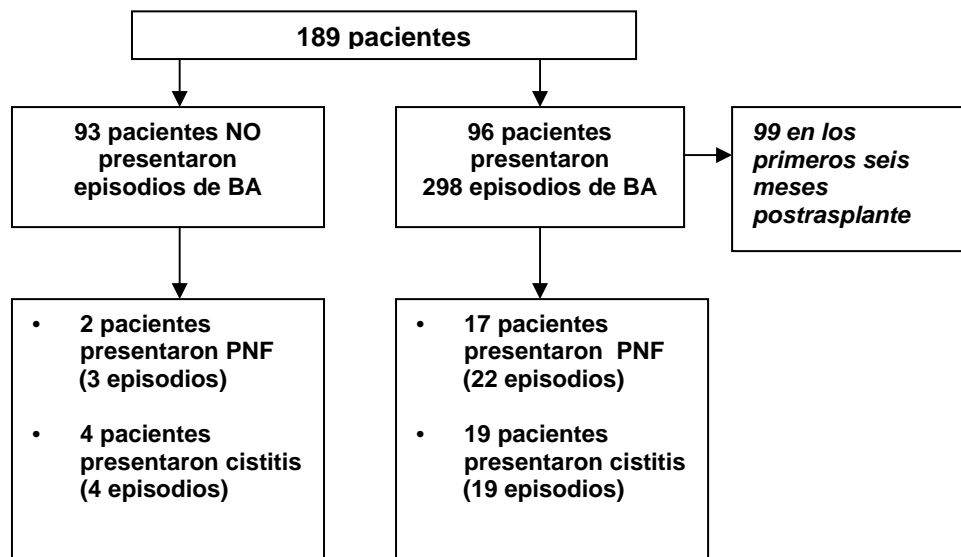 189 pacientes
93 pacientes NO
presentaron
episodios de BA
96 pacientes
presentaron
298 episodios de BA
99 en los
primeros seis
meses
postrasplante
• 2 pacientes
presentaron PNF
(3 episodios)
• 4 pacientes
presentaron cistitis
(4 episodios)
• 17 pacientes
presentaron PNF
(22 episodios)
• 19 pacientes
presentaron cistitis
(19 episodios)